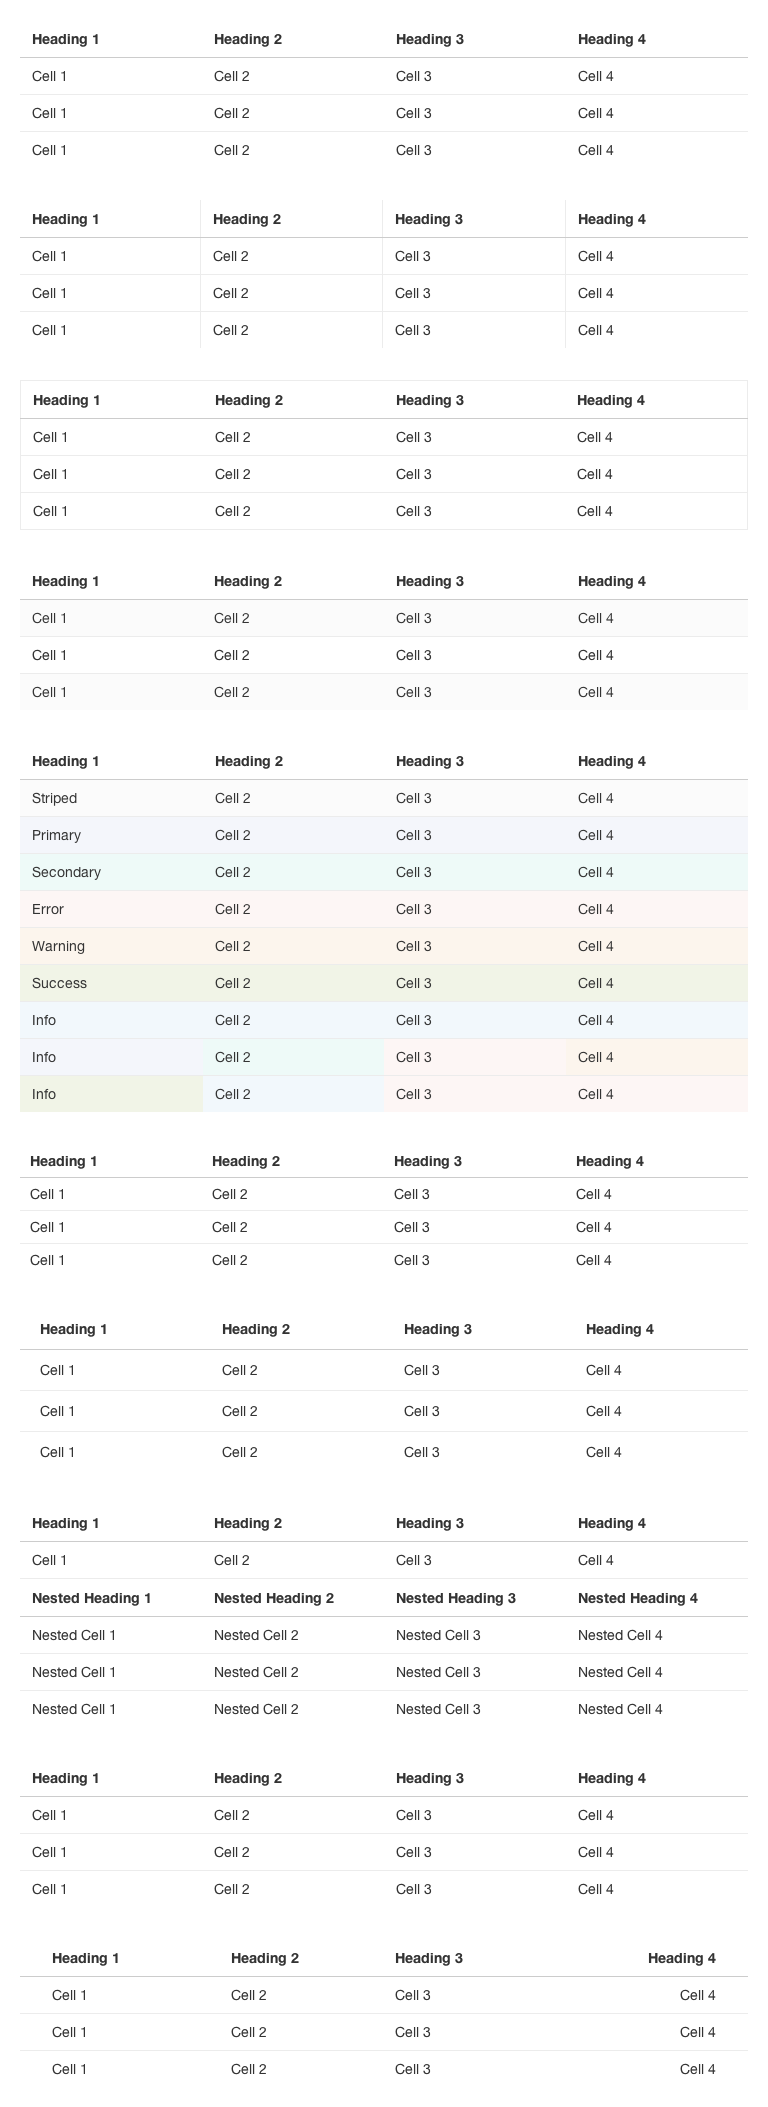 Heading 1 Heading 2 Heading 3 Heading 4
Cell 1 Cell 2 Cell 3 Cell 4
Cell 1 Cell 2 Cell 3 Cell 4
Cell 1 Cell 2 Cell 3 Cell 4
Heading 1 Heading 2 Heading 3 Heading 4
Cell 1 Cell 2 Cell 3 Cell 4
Cell 1 Cell 2 Cell 3 Cell 4
Cell 1 Cell 2 Cell 3 Cell 4
Heading 1 Heading 2 Heading 3 Heading 4
Cell 1 Cell 2 Cell 3 Cell 4
Cell 1 Cell 2 Cell 3 Cell 4
Cell 1 Cell 2 Cell 3 Cell 4
Heading 1 Heading 2 Heading 3 Heading 4
Cell 1 Cell 2 Cell 3 Cell 4
Cell 1 Cell 2 Cell 3 Cell 4
Cell 1 Cell 2 Cell 3 Cell 4
Heading 1 Heading 2 Heading 3 Heading 4
Striped Cell 2 Cell 3 Cell 4
Primary Cell 2 Cell 3 Cell 4
Secondary Cell 2 Cell 3 Cell 4
Error Cell 2 Cell 3 Cell 4
Warning Cell 2 Cell 3 Cell 4
Success Cell 2 Cell 3 Cell 4
Info Cell 2 Cell 3 Cell 4
Info Cell 2 Cell 3 Cell 4
Info Cell 2 Cell 3 Cell 4
Heading 1 Heading 2 Heading 3 Heading 4
Cell 1 Cell 2 Cell 3 Cell 4
Cell 1 Cell 2 Cell 3 Cell 4
Cell 1 Cell 2 Cell 3 Cell 4
Heading 1 Heading 2 Heading 3 Heading 4
Cell 1 Cell 2 Cell 3 Cell 4
Cell 1 Cell 2 Cell 3 Cell 4
Cell 1 Cell 2 Cell 3 Cell 4
Heading 1 Heading 2 Heading 3 Heading 4
Cell 1 Cell 2 Cell 3 Cell 4
Nested Heading 1 Nested Heading 2 Nested Heading 3 Nested Heading 4
Nested Cell 1 Nested Cell 2 Nested Cell 3 Nested Cell 4
Nested Cell 1 Nested Cell 2 Nested Cell 3 Nested Cell 4
Nested Cell 1 Nested Cell 2 Nested Cell 3 Nested Cell 4
Heading 1 Heading 2 Heading 3 Heading 4
Cell 1 Cell 2 Cell 3 Cell 4
Cell 1 Cell 2 Cell 3 Cell 4
Cell 1 Cell 2 Cell 3 Cell 4
Heading 1 Heading 2 Heading 3 Heading 4
Cell 1 Cell 2 Cell 3 Cell 4
Cell 1 Cell 2 Cell 3 Cell 4
Cell 1 Cell 2 Cell 3 Cell 4